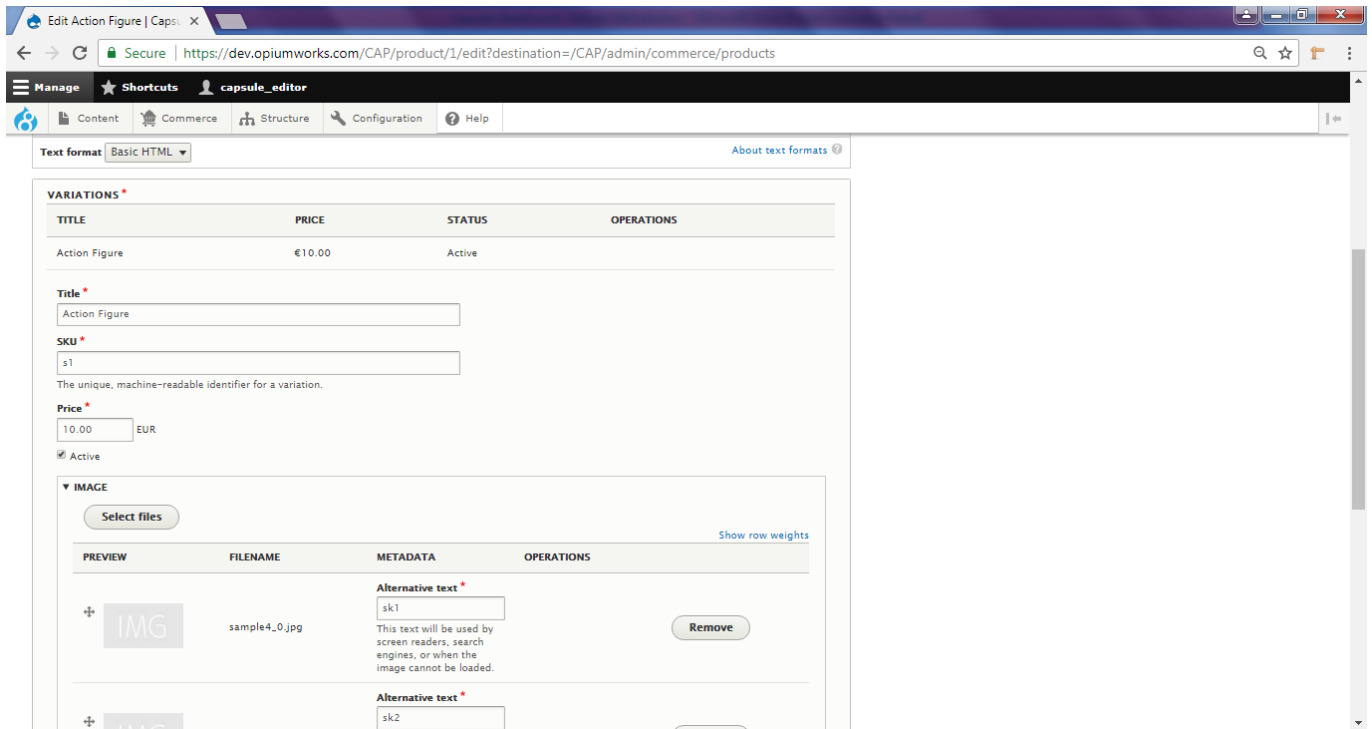 Edit Action Figure | Capsu
Secure | https://dev.opiumworks.com/CAP/product/1/edit?destination=/CAP/admin/commerce/products
Manage Shortcuts capsule_editor
Content Commerce Structure Configuration Help
Text format Basic HTML About text formats
VARIATIONS*
TITLE PRICE STATUS OPERATIONS
Action Figure €10.00 Active
Title*
Action Figure
SKU*
s1
The unique, machine-readable identifier for a variation.
Price*
10.00 EUR
Active
IMAGE
Select files
Show row weights
PREVIEW FILENAME METADATA OPERATIONS
Alternative text*
sk1
IMG sample4_0.jpg Remove
This text will be used by
screen readers, search
engines, or when the
image cannot be loaded.
Alternative text*
sk2